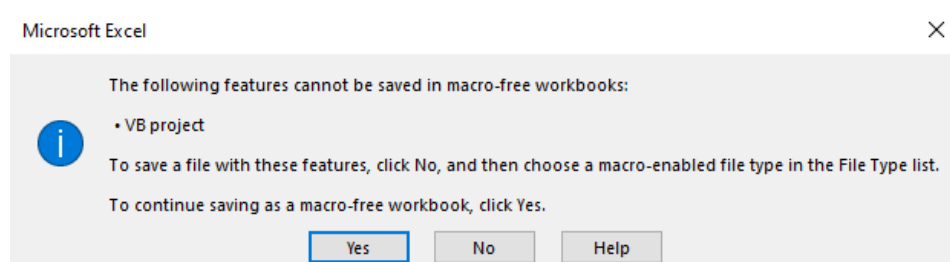 Microsoft Excel
The following features cannot be saved in macro-free workbooks:
• VB project
To save a file with these features, click No, and then choose a macro-enabled file type in the File Type list.
To continue saving as a macro-free workbook, click Yes.
Yes No Help